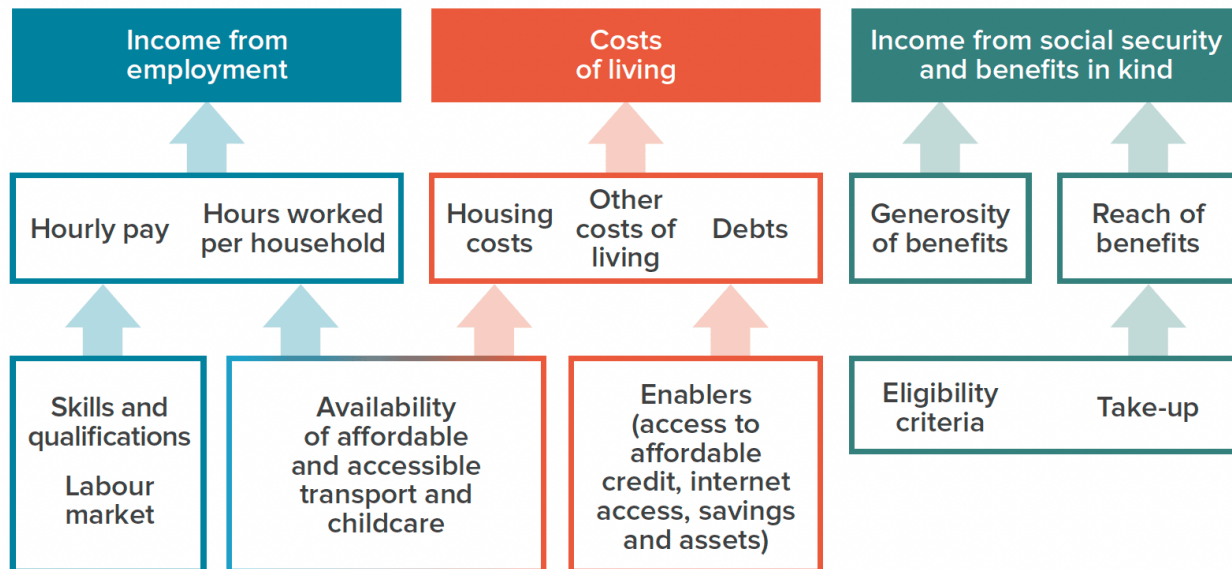 Income from
employment
Costs
of living
Income from social security
and benefits in kind
Hourly pay
Hours worked
per household
Housing
costs
Other
costs of
living
Debts
Generosity
of benefits
Reach of
benefits
Skills and
qualifications
Labour
market
Availability
of affordable
and accessible
transport and
childcare
Enablers
(access to
affordable
credit, internet
access, savings
and assets)
Eligibility
criteria
Take-up